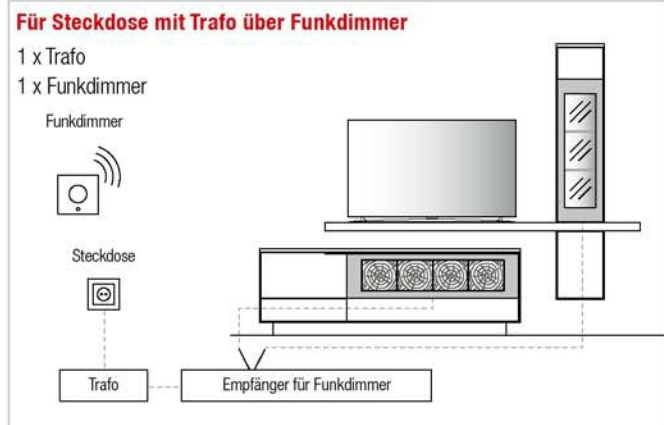 Für Steckdose mit Trafo über Funkdimmer
1 x Trafo
1 x Funkdimmer
Funkdimmer
Steckdose
Trafo
Empfänger für Funkdimmer